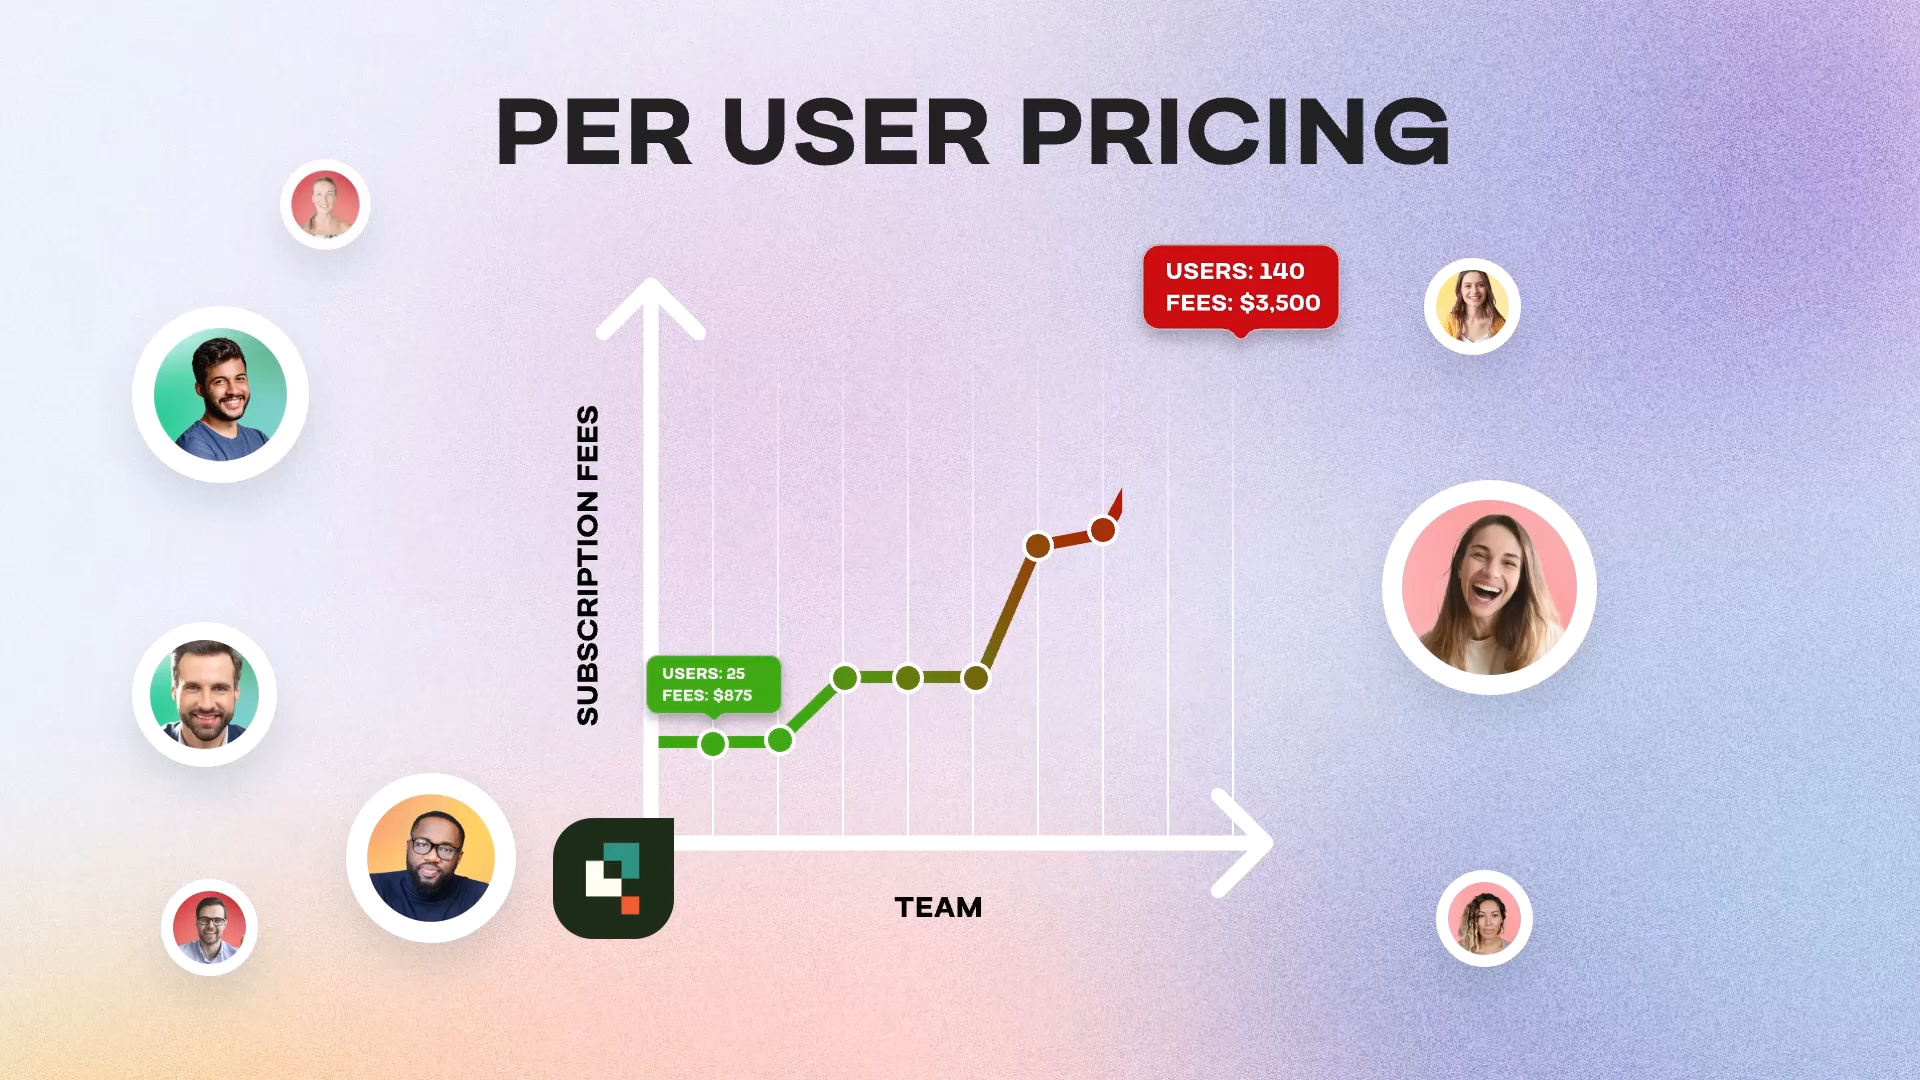 PER USER PRICING
USERS: 140
FEES: $3,500
SUBSCRIPTION FEES
USERS: 25
FEES: $875
TEAM